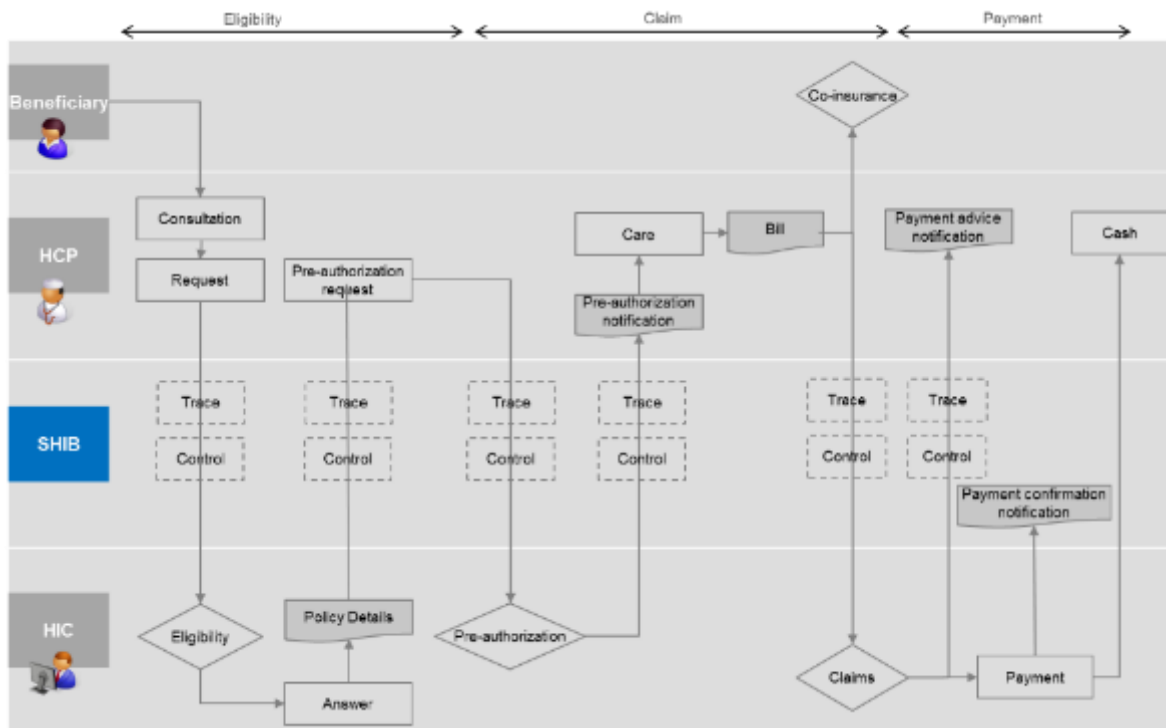 Eligibility
Claim
Payment
Beneficiary
Co-insurance
HCP
Consultation
Request
Pre-authorization
request
Care
Bill
Pre-authorization
notification
Payment advice
notification
Cash
SHIB
Trace
Trace
Trace
Trace
Trace
Trace
Control
Control
Control
Control
Control
Control
Payment confirmation
notification
HIC
Eligibility
Policy Details
Answer
Pre-authorization
Claims
Payment